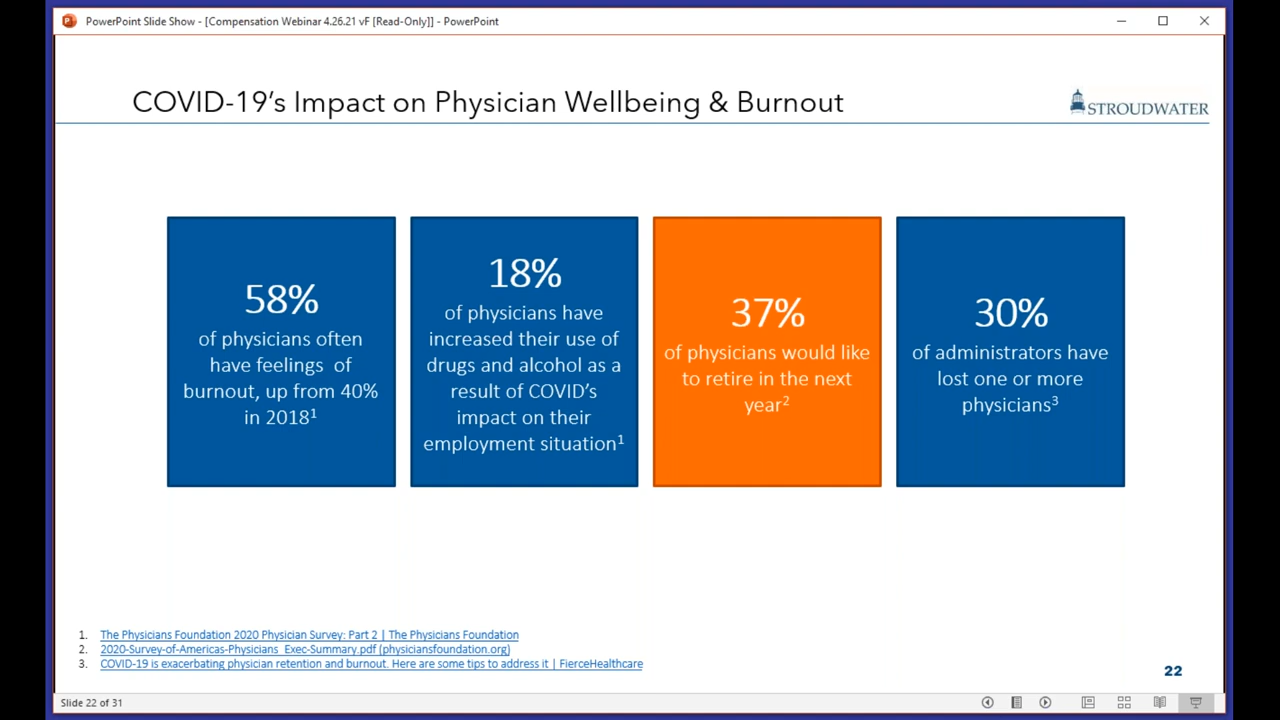 PowerPoint Slide Show - [Compensation Webinar 4.26.21 vF [Read-Only]] - PowerPoint
COVID-19's Impact on Physician Wellbeing & Burnout
STROUDWATER
58%
of physicians often
have feelings of
burnout, up from 40%
in 2018¹
18%
of physicians have
increased their use of
drugs and alcohol as a
result of COVID's
impact on their
employment situation¹
37%
of physicians would like
to retire in the next
year²
30%
of administrators have
lost one or more
physicians³
1. The Physicians Foundation 2020 Physician Survey: Part 2 | The Physicians Foundation
2. 2020-Survey-of-Americas-Physicians_Exec-Summary.pdf (physiciansfoundation.org)
3. COVID-19 is exacerbating physician retention and burnout. Here are some tips to address it | FierceHealthcare
22
Slide 22 of 31